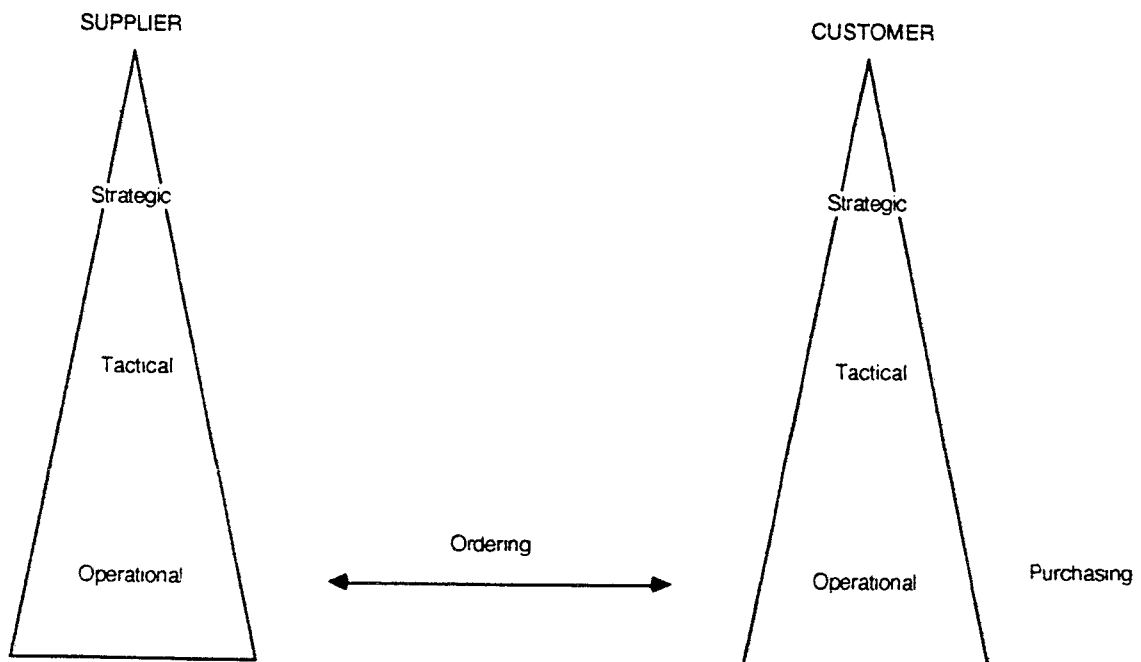 SUPPLIER
CUSTOMER
Strategic
Strategic
Tactical
Tactical
Ordering
Operational
Operational
Purchasing